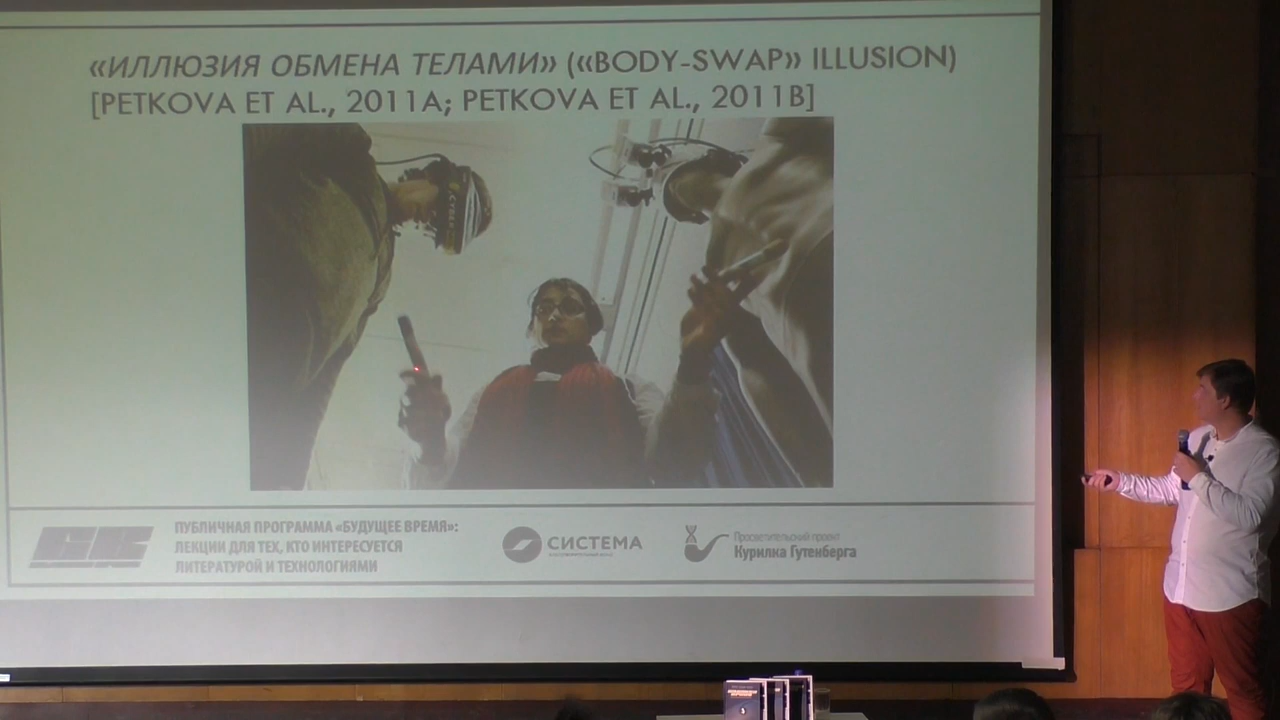 «ИЛЛЮЗИЯ ОБМЕНА ТЕЛАМИ» («BODY-SWAP» ILLUSION)
[PETKOVA ET AL., 2011A; PETKOVA ET AL., 2011B]
ПУБЛИЧНАЯ ПРОГРАММА «БУДУЩЕЕ ВРЕМЯ»:
ЛЕКЦИИ ДЛЯ ТЕХ, КТО ИНТЕРЕСУЕТСЯ
ЛИТЕРАТУРОЙ И ТЕХНОЛОГИЯМИ
СИСТЕМА
Просветительский проект
Курилка Гутенберга